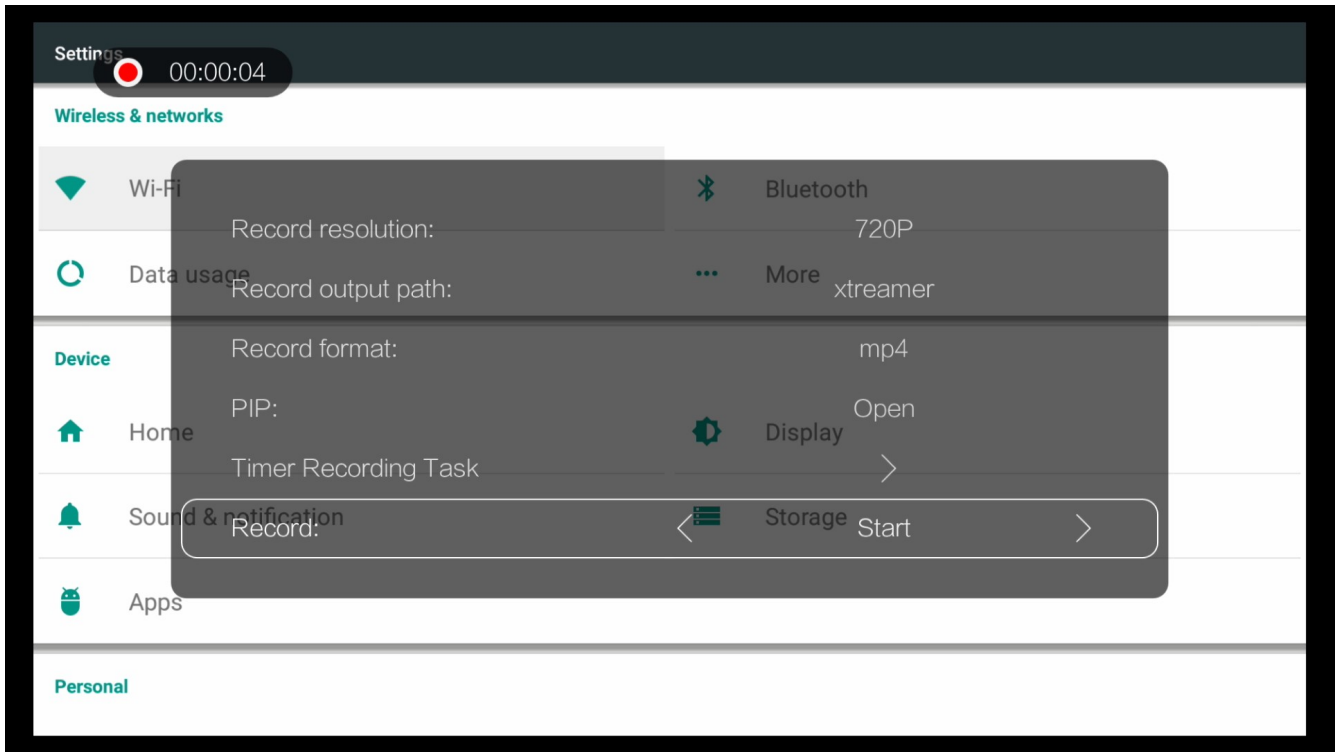 Settings
00:00:04
Wireless & networks
Wi-Fi
Bluetooth
Record resolution: 720P
Data usage
More
Record output path: xtreamer
Device
Record format: mp4
PIP: Open
Home
Display
Timer Recording Task
Sound & notification
Storage
Record: Start
Apps
Personal